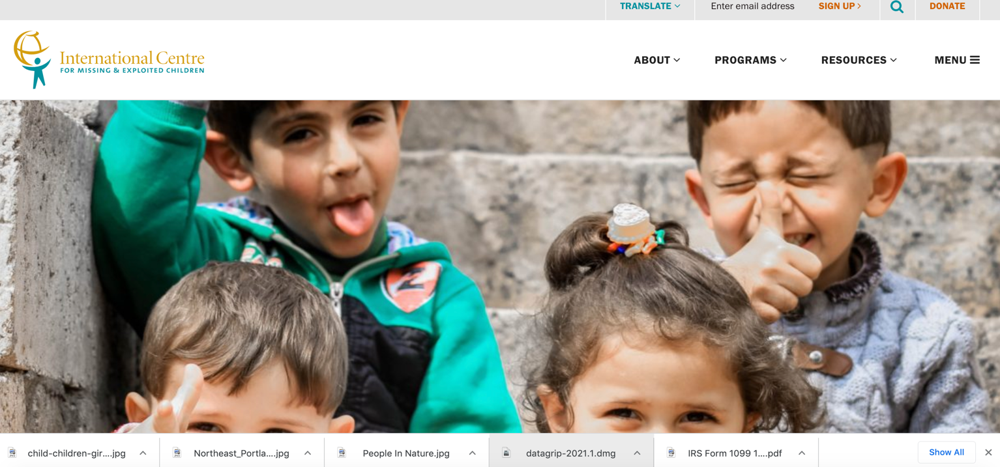 TRANSLATE
Enter email address
SIGN UP >
DONATE
International Centre
FOR MISSING & EXPLOITED CHILDREN
ABOUT
PROGRAMS
RESOURCES
MENU
child-children-gir....jpg
Northeast_Portla....jpg
People In Nature.jpg
datagrip-2021.1.dmg
IRS Form 1099 1....pdf
Show All